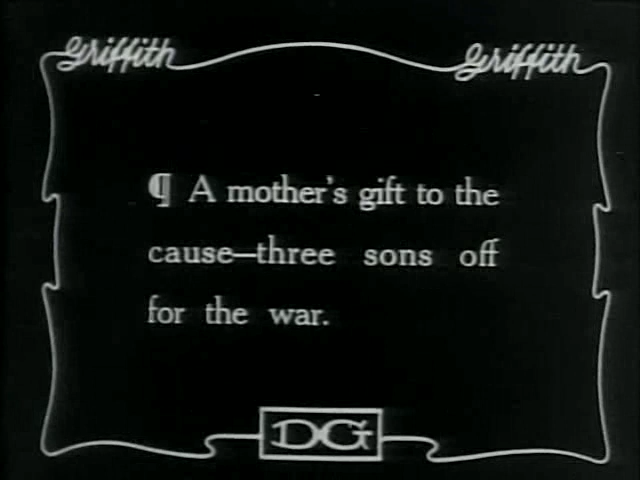 Griffith Griffith
¶ A mother's gift to the
cause—three sons off
for the war.
DG